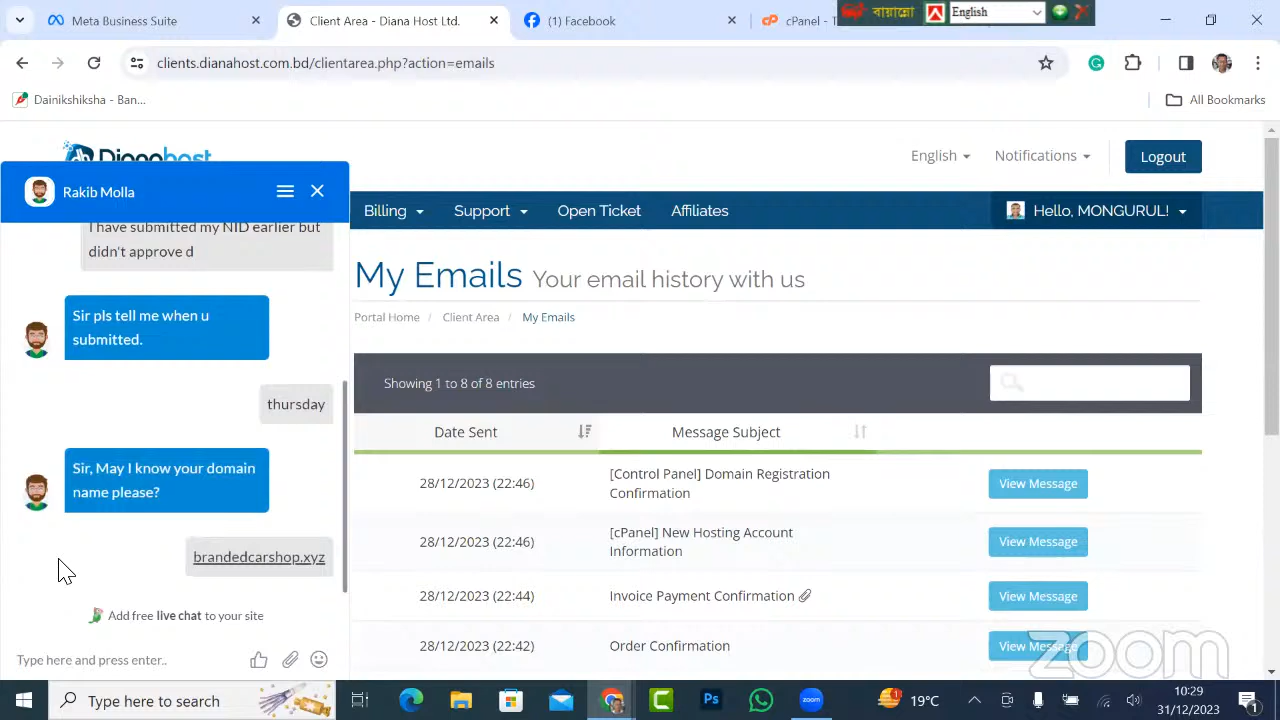 Meta Business Suite
Client Area - Diana Host Ltd.
(3) Facebook
cPanel - T
বায়ান্নো
English
clients.dianahost.com.bd/clientarea.php?action=emails
Dainikshiksha - Ban...
All Bookmarks
Dianahost
English
Notifications
Logout
Billing
Support
Open Ticket
Affiliates
Hello, MONGURUL!
Rakib Molla
I have submitted my NID earlier but
didn't approve d
Sir pls tell me when u
submitted.
thursday
Sir, May I know your domain
name please?
brandedcarshop.xyz
Add free live chat to your site
Type here and press enter..
My Emails Your email history with us
Portal Home / Client Area / My Emails
Showing 1 to 8 of 8 entries
Date Sent
Message Subject
28/12/2023 (22:46)
[Control Panel] Domain Registration
Confirmation
View Message
28/12/2023 (22:46)
[cPanel] New Hosting Account
Information
View Message
28/12/2023 (22:44)
Invoice Payment Confirmation
View Message
28/12/2023 (22:42)
Order Confirmation
View Message
zoom
Type here to search
Ps
zoom
1
19°C
10:29
31/12/2023
1